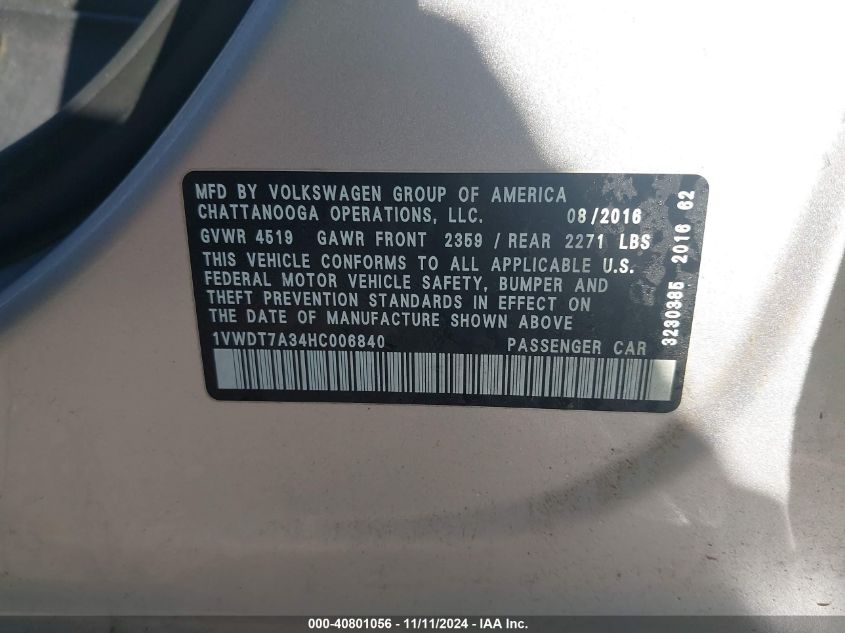 MFD BY VOLKSWAGEN GROUP OF AMERICA
CHATTANOOGA OPERATIONS, LLC. 08/2016
GVWR 4519 GAWR FRONT 2359 / REAR 2271 LBS
THIS VEHICLE CONFORMS TO ALL APPLICABLE U.S.
FEDERAL MOTOR VEHICLE SAFETY, BUMPER AND
THEFT PREVENTION STANDARDS IN EFFECT ON
THE DATE OF MANUFACTURE SHOWN ABOVE
1VWDT7A34HC006840 PASSENGER CAR
3230385 2016 62
000-40801056 - 11/11/2024 - IAA Inc.